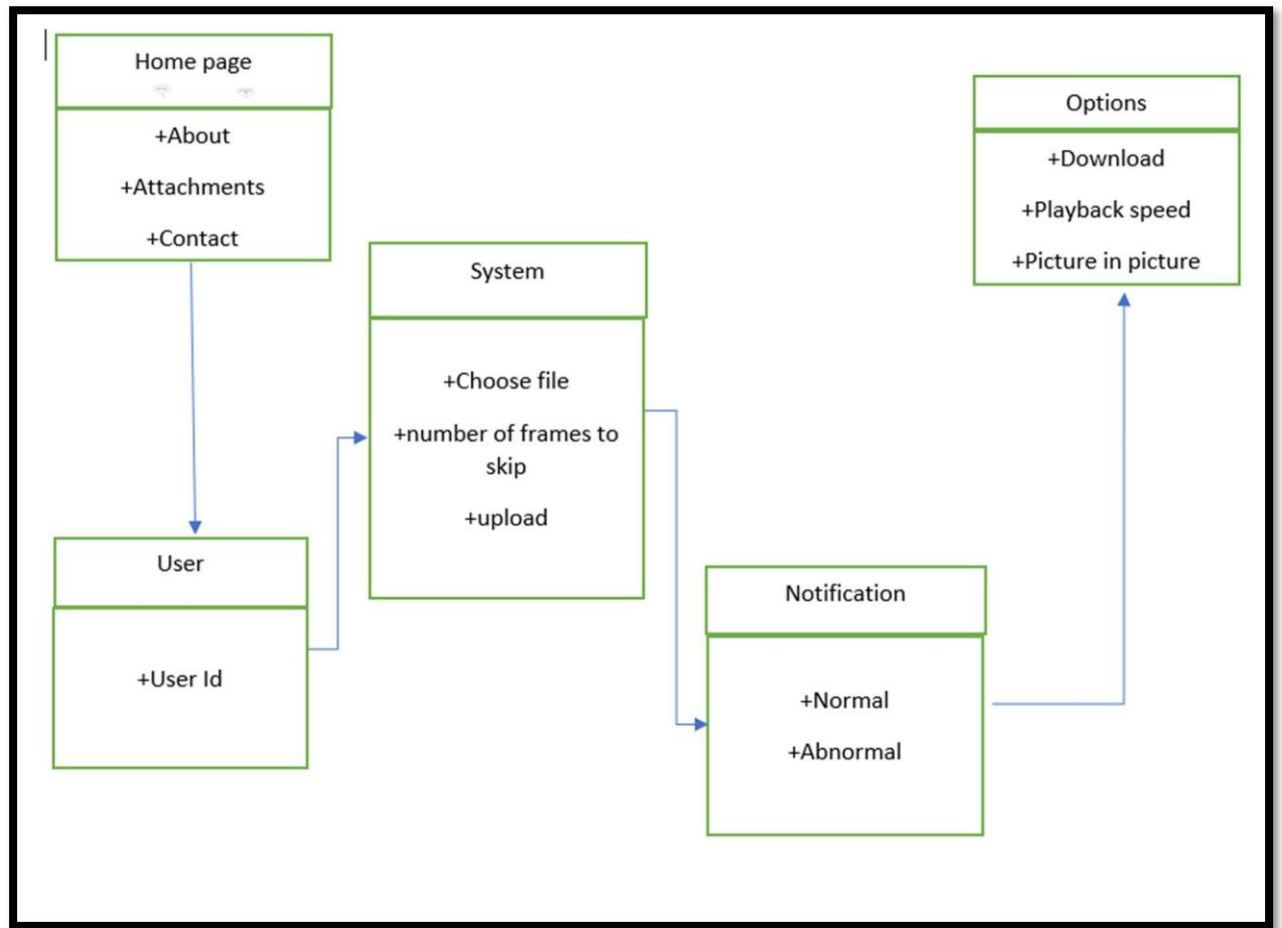 Home page
+About
+Attachments
+Contact
User
+User Id
System
+Choose file
+number of frames to
skip
+upload
Notification
+Normal
+Abnormal
Options
+Download
+Playback speed
+Picture in picture